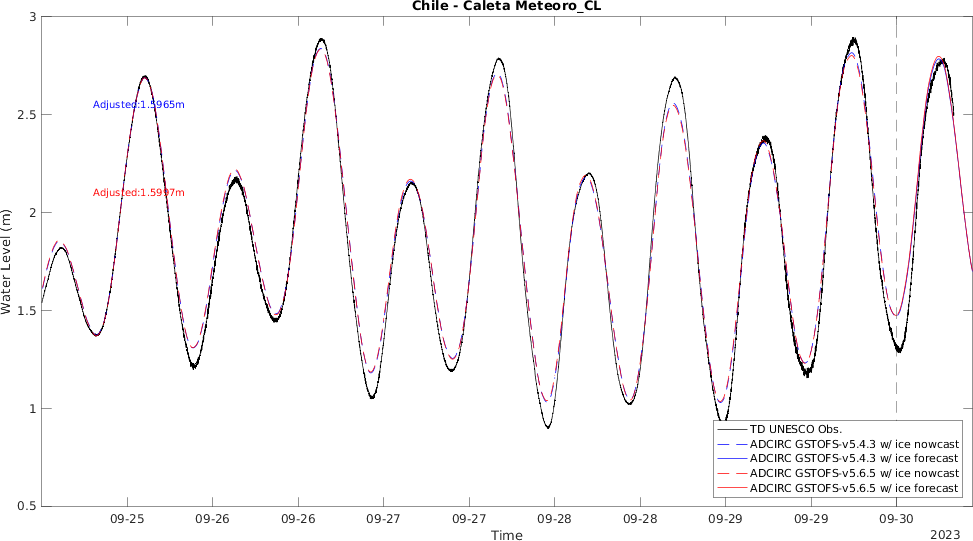 Chile - Caleta Meteoro_CL
3
2.5
2
1.5
1
0.5
Water Level (m)
Adjusted:1.5965m
Adjusted:1.5997m
TD UNESCO Obs.
ADCIRC GSTOFS-v5.4.3 w/ ice nowcast
ADCIRC GSTOFS-v5.4.3 w/ ice forecast
ADCIRC GSTOFS-v5.6.5 w/ ice nowcast
ADCIRC GSTOFS-v5.6.5 w/ ice forecast
09-25 09-26 09-26 09-27 09-27 09-28 09-28 09-29 09-29 09-30
Time
2023